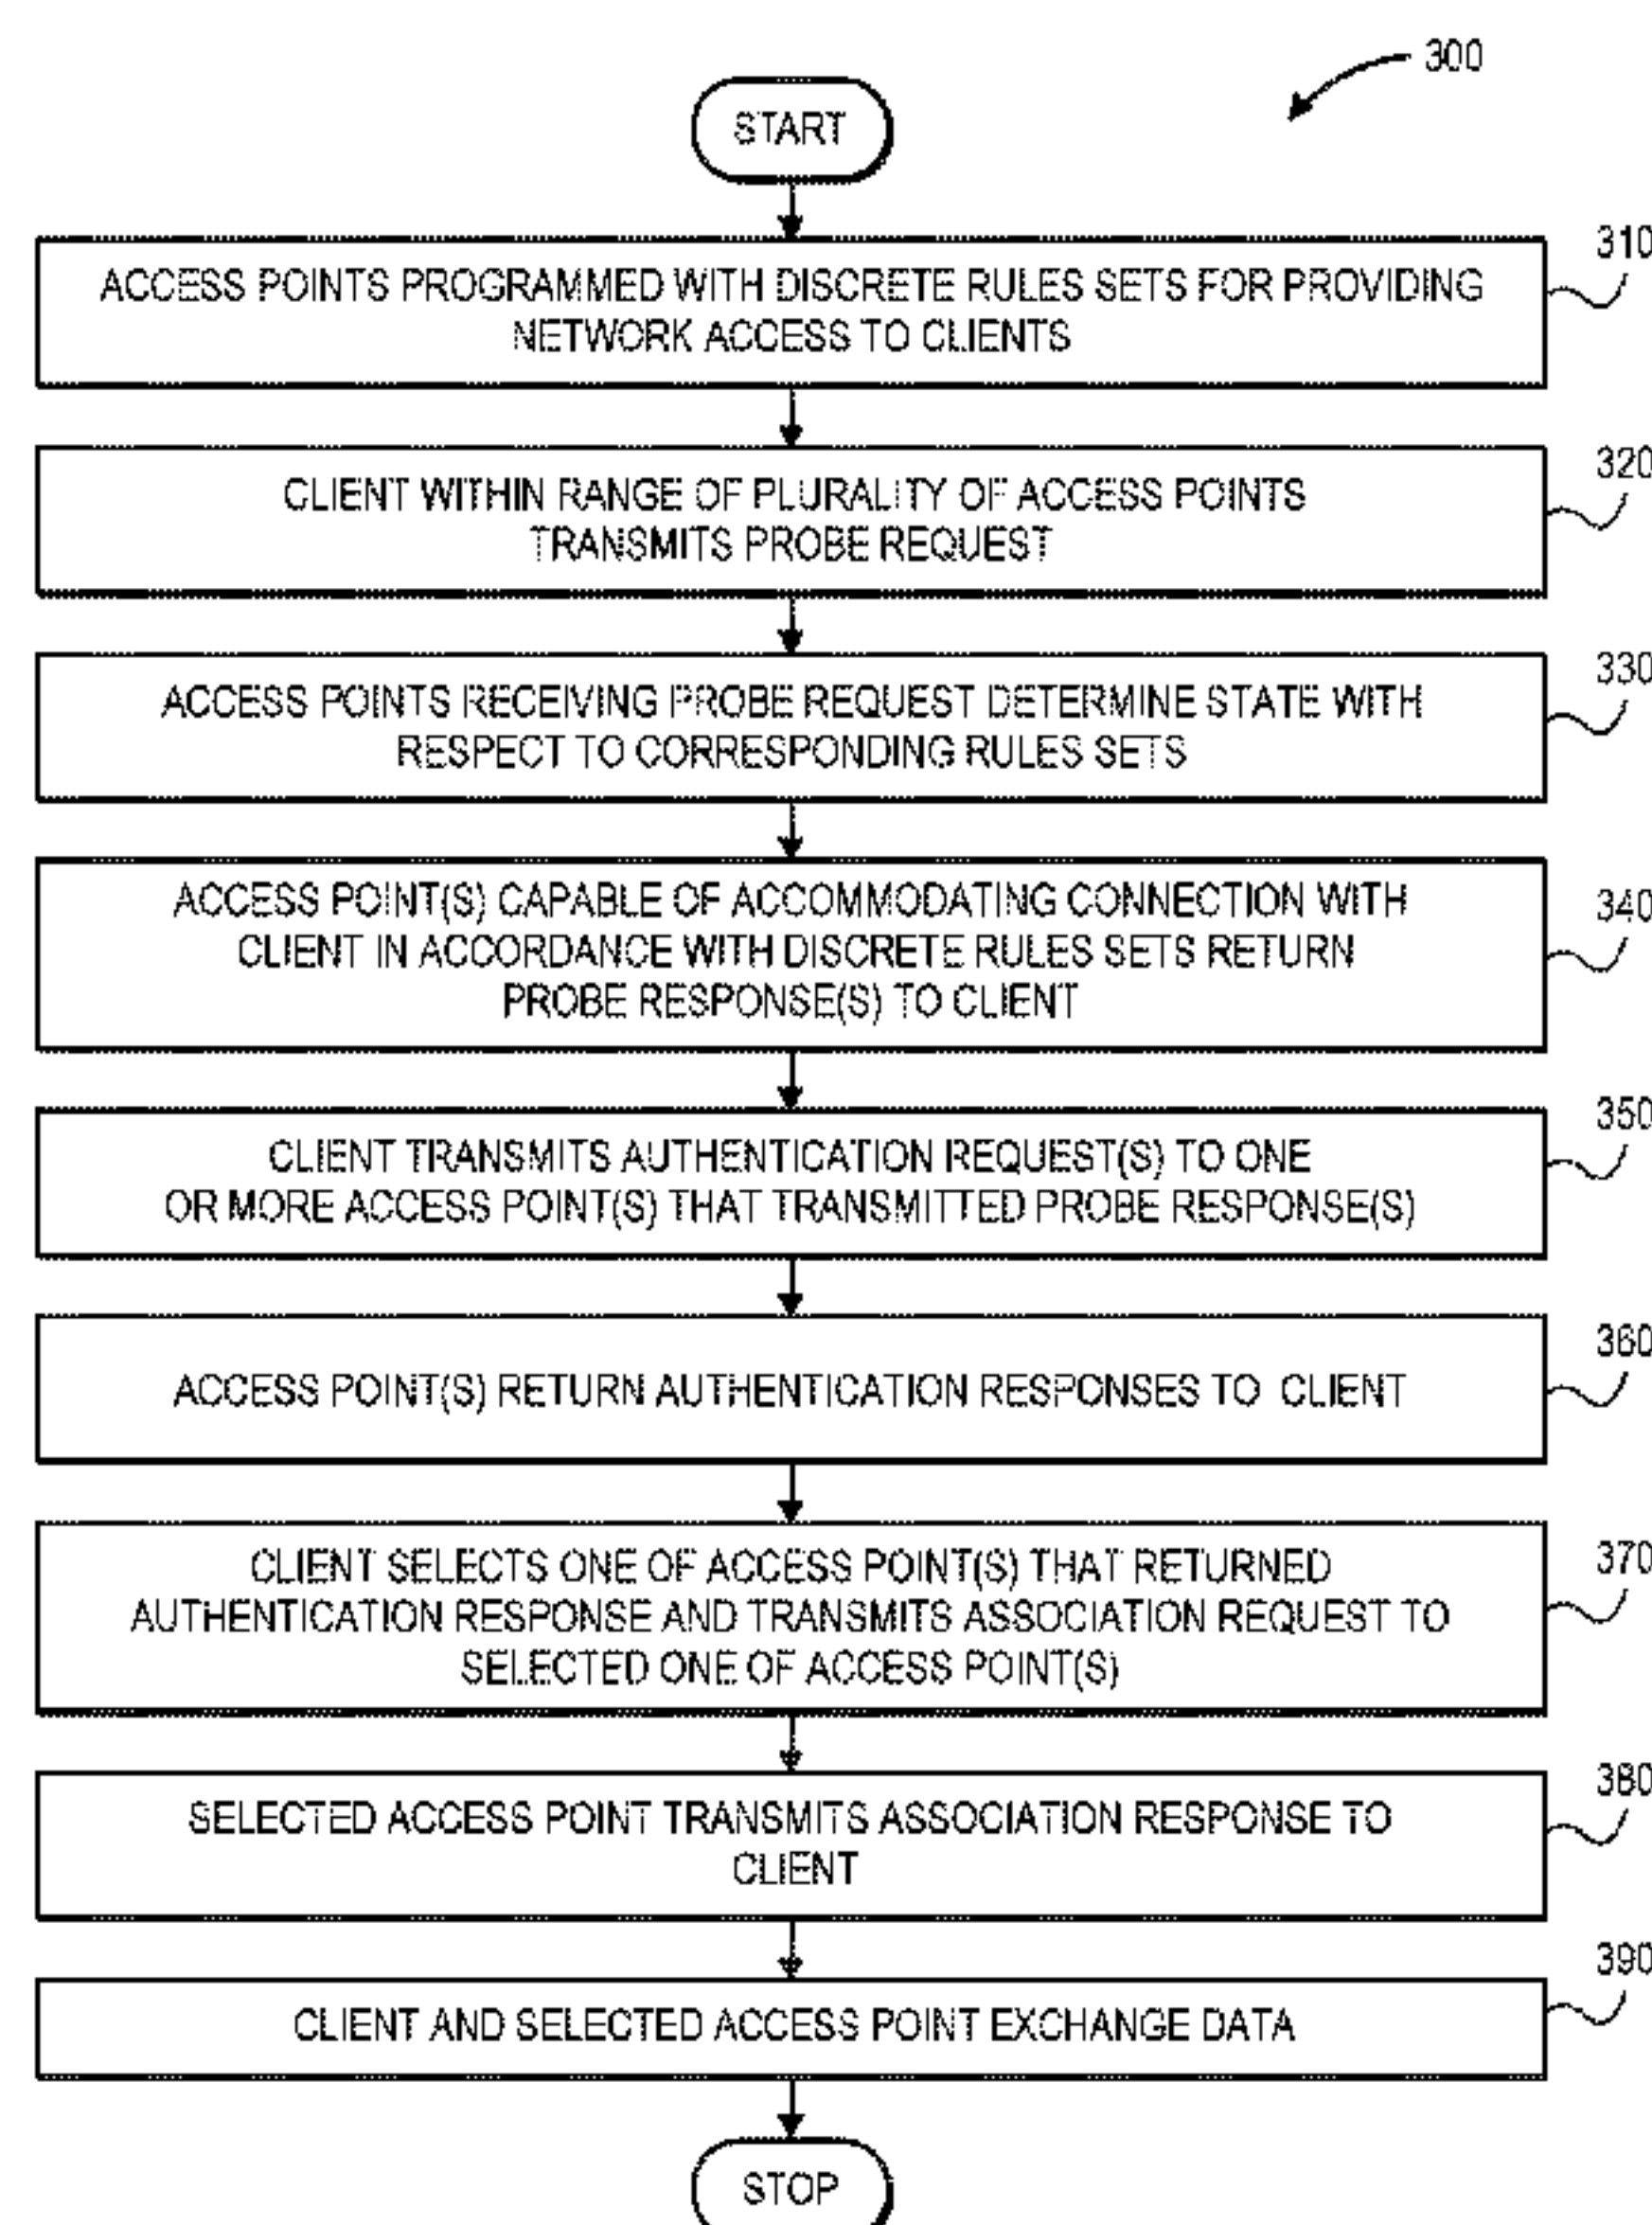 300
START
310
ACCESS POINTS PROGRAMMED WITH DISCRETE RULES SETS FOR PROVIDING
NETWORK ACCESS TO CLIENTS
320
CLIENT WITHIN RANGE OF PLURALITY OF ACCESS POINTS
TRANSMITS PROBE REQUEST
330
ACCESS POINTS RECEIVING PROBE REQUEST DETERMINE STATE WITH
RESPECT TO CORRESPONDING RULES SETS
340
ACCESS POINT(S) CAPABLE OF ACCOMMODATING CONNECTION WITH
CLIENT IN ACCORDANCE WITH DISCRETE RULES SETS RETURN
PROBE RESPONSE(S) TO CLIENT
350
CLIENT TRANSMITS AUTHENTICATION REQUEST(S) TO ONE
OR MORE ACCESS POINT(S) THAT TRANSMITTED PROBE RESPONSE(S)
360
ACCESS POINT(S) RETURN AUTHENTICATION RESPONSES TO CLIENT
370
CLIENT SELECTS ONE OF ACCESS POINT(S) THAT RETURNED
AUTHENTICATION RESPONSE AND TRANSMITS ASSOCIATION REQUEST TO
SELECTED ONE OF ACCESS POINT(S)
380
SELECTED ACCESS POINT TRANSMITS ASSOCIATION RESPONSE TO
CLIENT
390
CLIENT AND SELECTED ACCESS POINT EXCHANGE DATA
STOP